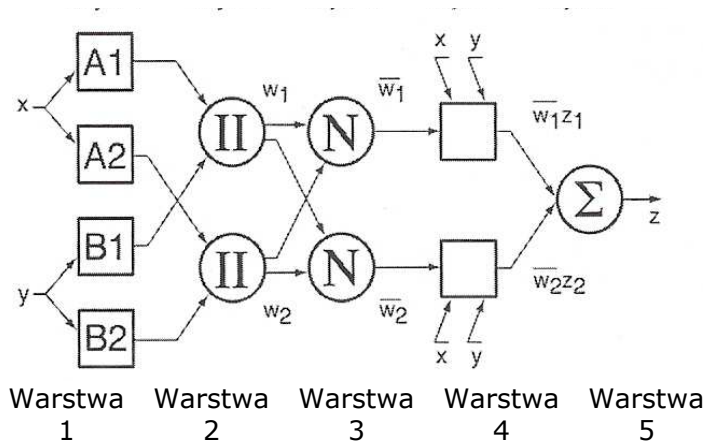 x y
A1
w₁ w̅₁ w̅₁z₁
x
Π N
A2
Σ
z
B1
Π N
y
w₂ w̅₂ w̅₂z₂
B2
x y
Warstwa Warstwa Warstwa Warstwa Warstwa
1 2 3 4 5